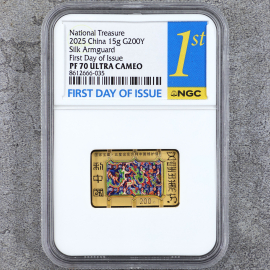 National Treasure
2025 China 15g G200Y
Silk Armguard
First Day of Issue
PF 70 ULTRA CAMEO
8612666-035
1st
NGC
FIRST DAY OF ISSUE
200